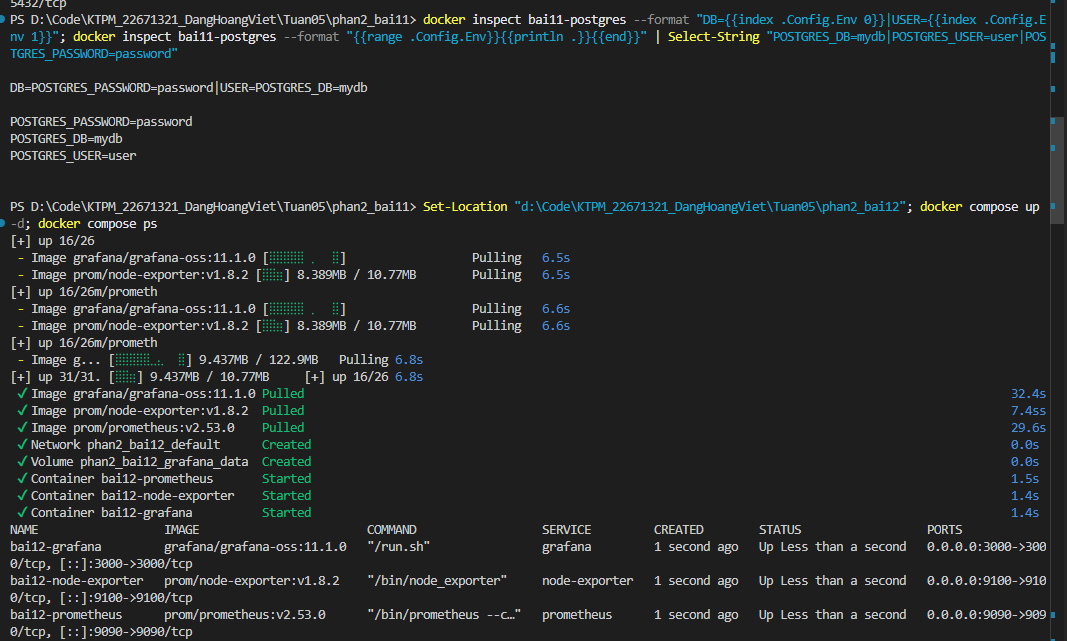 5432/tcp
PS D:\Code\KTPM_22671321_DangHoangViet\Tuan05\phan2_bai11> docker inspect bai11-postgres --format "DB={{index .Config.Env 0}}|USER={{index .Config.E
nv 1}}"; docker inspect bai11-postgres --format "{{range .Config.Env}}{{println .}}{{end}}" | Select-String "POSTGRES_DB=mydb|POSTGRES_USER=user|POS
TGRES_PASSWORD=password"
DB=POSTGRES_PASSWORD=password|USER=POSTGRES_DB=mydb
POSTGRES_PASSWORD=password
POSTGRES_DB=mydb
POSTGRES_USER=user
PS D:\Code\KTPM_22671321_DangHoangViet\Tuan05\phan2_bai11> Set-Location "d:\Code\KTPM_22671321_DangHoangViet\Tuan05\phan2_bai12"; docker compose up
-d; docker compose ps
[+] up 16/26
- Image grafana/grafana-oss:11.1.0 [⣿⣿⣿⣿⣿⣿⣿ . ⣿] Pulling 6.5s
- Image prom/node-exporter:v1.8.2 [⣿⣿⣿⣶] 8.389MB / 10.77MB Pulling 6.5s
[+] up 16/26m/prometh
- Image grafana/grafana-oss:11.1.0 [⣿⣿⣿⣿⣿⣿⣿ . ⣿] Pulling 6.6s
- Image prom/node-exporter:v1.8.2 [⣿⣿⣿⣶] 8.389MB / 10.77MB Pulling 6.6s
[+] up 16/26m/prometh
- Image g... [⣿⣿⣿⣿⣿⣿⣿.. ⣿] 9.437MB / 122.9MB Pulling 6.8s
[+] up 31/31. [⣿⣿⣿⣶] 9.437MB / 10.77MB [+] up 16/26 6.8s
✔ Image grafana/grafana-oss:11.1.0 Pulled 32.4s
✔ Image prom/node-exporter:v1.8.2 Pulled 7.4ss
✔ Image prom/prometheus:v2.53.0 Pulled 29.6s
✔ Network phan2_bai12_default Created 0.0s
✔ Volume phan2_bai12_grafana_data Created 0.0s
✔ Container bai12-prometheus Started 1.5s
✔ Container bai12-node-exporter Started 1.4s
✔ Container bai12-grafana Started 1.4s
NAME IMAGE COMMAND SERVICE CREATED STATUS PORTS
bai12-grafana grafana/grafana-oss:11.1.0 "/run.sh" grafana 1 second ago Up Less than a second 0.0.0.0:3000->300
0/tcp, [::]:3000->3000/tcp
bai12-node-exporter prom/node-exporter:v1.8.2 "/bin/node_exporter" node-exporter 1 second ago Up Less than a second 0.0.0.0:9100->910
0/tcp, [::]:9100->9100/tcp
bai12-prometheus prom/prometheus:v2.53.0 "/bin/prometheus --c…" prometheus 1 second ago Up Less than a second 0.0.0.0:9090->909
0/tcp, [::]:9090->9090/tcp